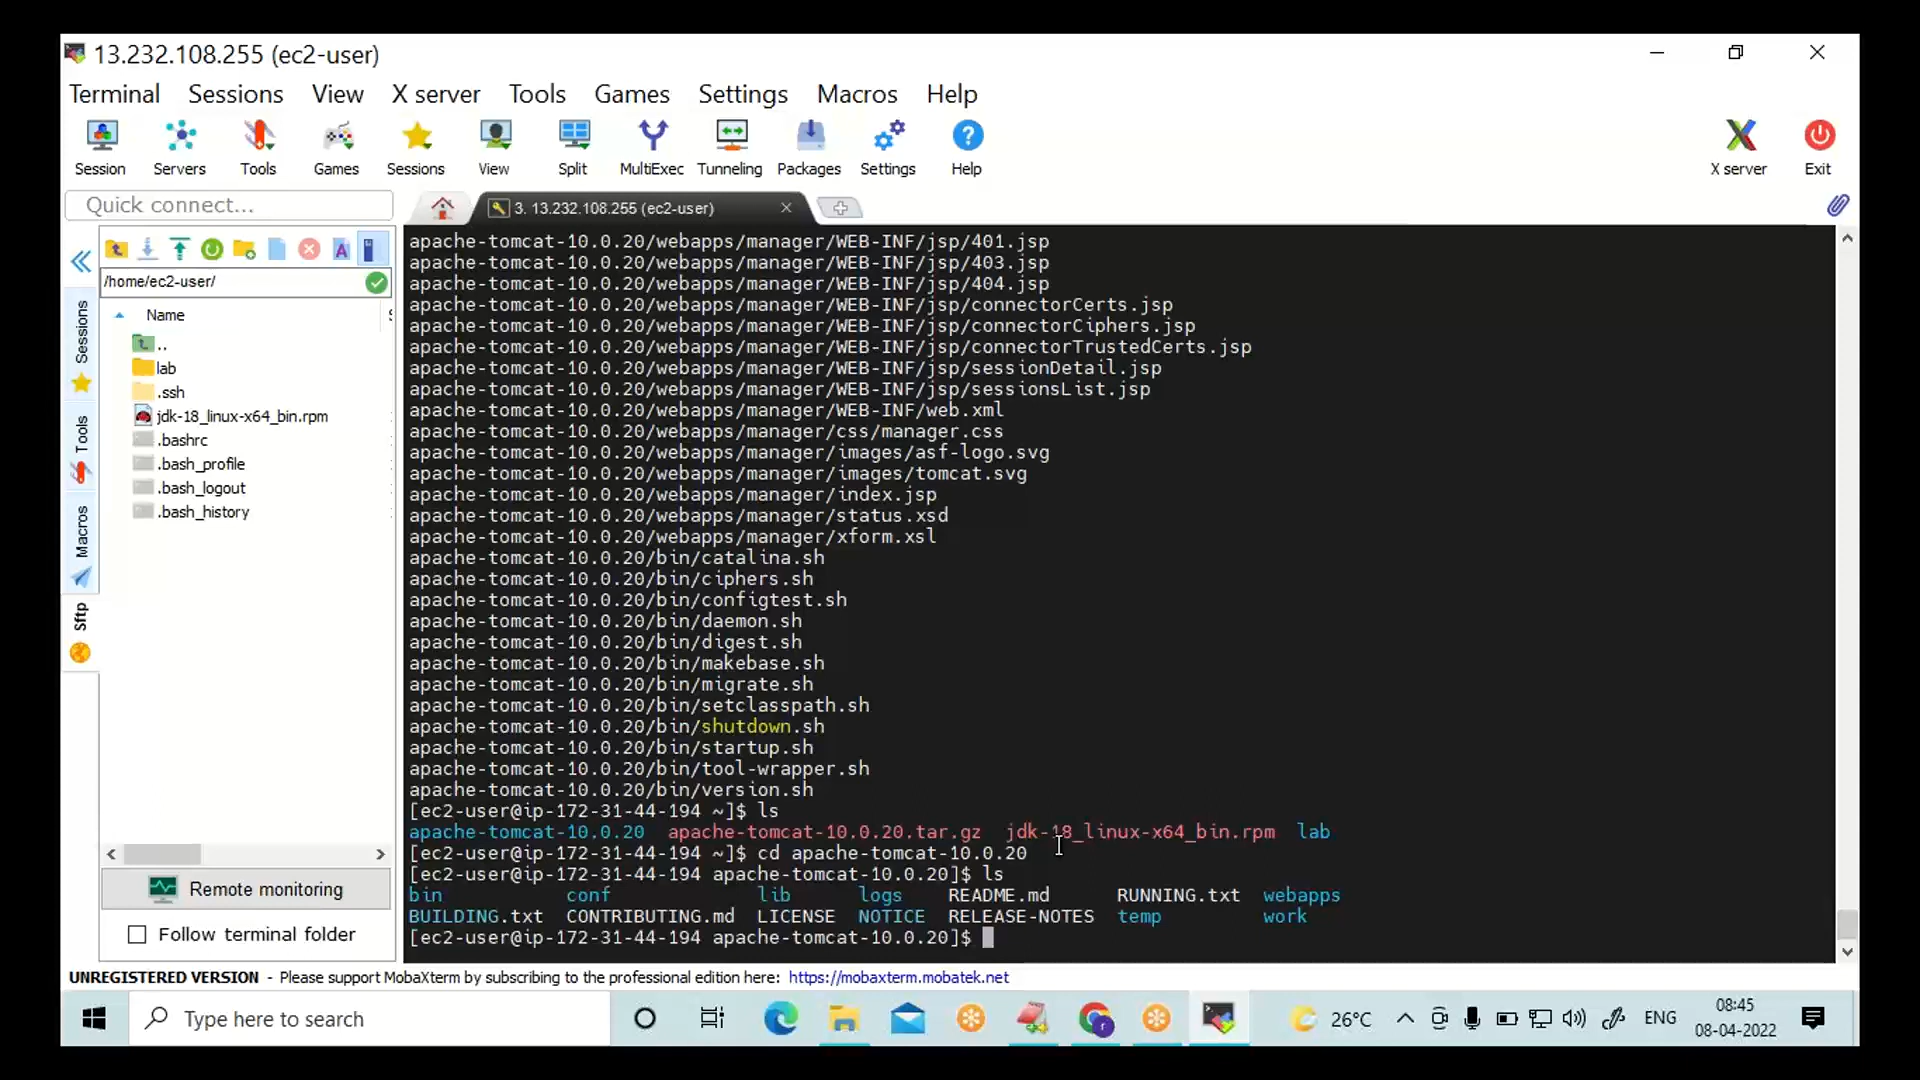 13.232.108.255 (ec2-user)
Terminal Sessions View X server Tools Games Settings Macros Help
Session Servers Tools Games Sessions View Split MultiExec Tunneling Packages Settings Help X server Exit
Quick connect...
3. 13.232.108.255 (ec2-user)
/home/ec2-user/
Name
..
lab
.ssh
jdk-18_linux-x64_bin.rpm
.bashrc
.bash_profile
.bash_logout
.bash_history
Sessions
Tools
Macros
Sftp
Remote monitoring
Follow terminal folder
apache-tomcat-10.0.20/webapps/manager/WEB-INF/jsp/401.jsp
apache-tomcat-10.0.20/webapps/manager/WEB-INF/jsp/403.jsp
apache-tomcat-10.0.20/webapps/manager/WEB-INF/jsp/404.jsp
apache-tomcat-10.0.20/webapps/manager/WEB-INF/jsp/connectorCerts.jsp
apache-tomcat-10.0.20/webapps/manager/WEB-INF/jsp/connectorCiphers.jsp
apache-tomcat-10.0.20/webapps/manager/WEB-INF/jsp/connectorTrustedCerts.jsp
apache-tomcat-10.0.20/webapps/manager/WEB-INF/jsp/sessionDetail.jsp
apache-tomcat-10.0.20/webapps/manager/WEB-INF/jsp/sessionsList.jsp
apache-tomcat-10.0.20/webapps/manager/WEB-INF/web.xml
apache-tomcat-10.0.20/webapps/manager/css/manager.css
apache-tomcat-10.0.20/webapps/manager/images/asf-logo.svg
apache-tomcat-10.0.20/webapps/manager/images/tomcat.svg
apache-tomcat-10.0.20/webapps/manager/index.jsp
apache-tomcat-10.0.20/webapps/manager/status.xsd
apache-tomcat-10.0.20/webapps/manager/xform.xsl
apache-tomcat-10.0.20/bin/catalina.sh
apache-tomcat-10.0.20/bin/ciphers.sh
apache-tomcat-10.0.20/bin/configtest.sh
apache-tomcat-10.0.20/bin/daemon.sh
apache-tomcat-10.0.20/bin/digest.sh
apache-tomcat-10.0.20/bin/makebase.sh
apache-tomcat-10.0.20/bin/migrate.sh
apache-tomcat-10.0.20/bin/setclasspath.sh
apache-tomcat-10.0.20/bin/shutdown.sh
apache-tomcat-10.0.20/bin/startup.sh
apache-tomcat-10.0.20/bin/tool-wrapper.sh
apache-tomcat-10.0.20/bin/version.sh
[ec2-user@ip-172-31-44-194 ~]$ ls
apache-tomcat-10.0.20 apache-tomcat-10.0.20.tar.gz jdk-18_linux-x64_bin.rpm lab
[ec2-user@ip-172-31-44-194 ~]$ cd apache-tomcat-10.0.20
[ec2-user@ip-172-31-44-194 apache-tomcat-10.0.20]$ ls
bin conf lib logs README.md RUNNING.txt webapps
BUILDING.txt CONTRIBUTING.md LICENSE NOTICE RELEASE-NOTES temp work
[ec2-user@ip-172-31-44-194 apache-tomcat-10.0.20]$
UNREGISTERED VERSION - Please support MobaXterm by subscribing to the professional edition here: https://mobaxterm.mobatek.net
Type here to search
26°C
ENG
08:45
08-04-2022